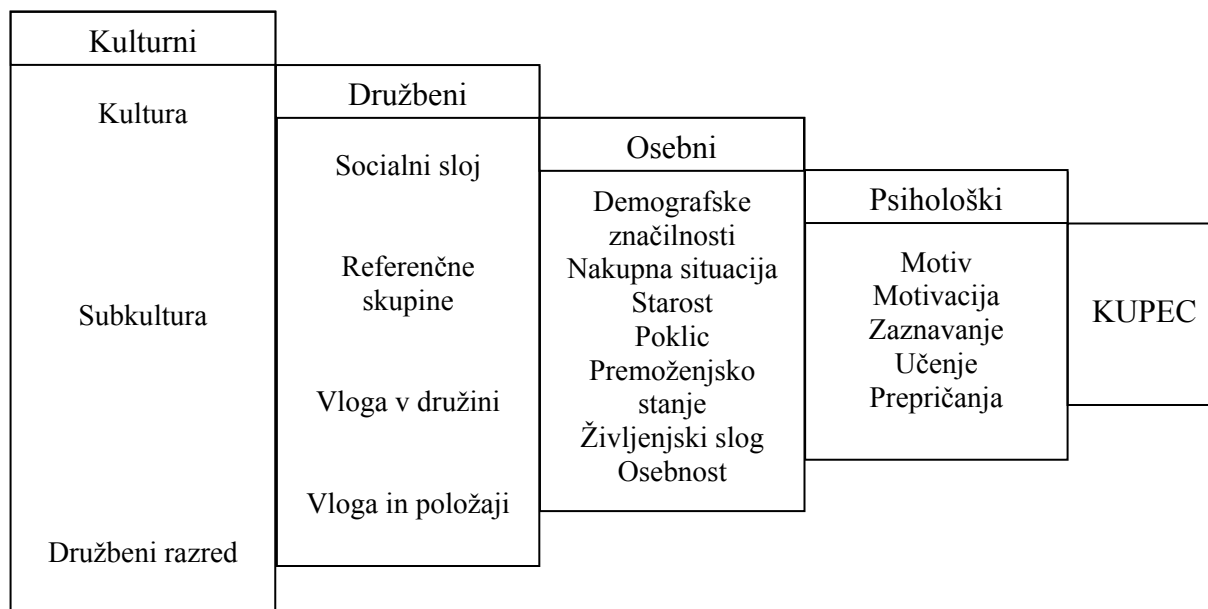 Kulturni
Kultura
Subkultura
Družbeni razred
Družbeni
Socialni sloj
Referenčne
skupine
Vloga v družini
Vloga in položaji
Osebni
Demografske
značilnosti
Nakupna situacija
Starost
Poklic
Premoženjsko
stanje
Življenjski slog
Osebnost
Psihološki
Motiv
Motivacija
Zaznavanje
Učenje
Prepričanja
KUPEC